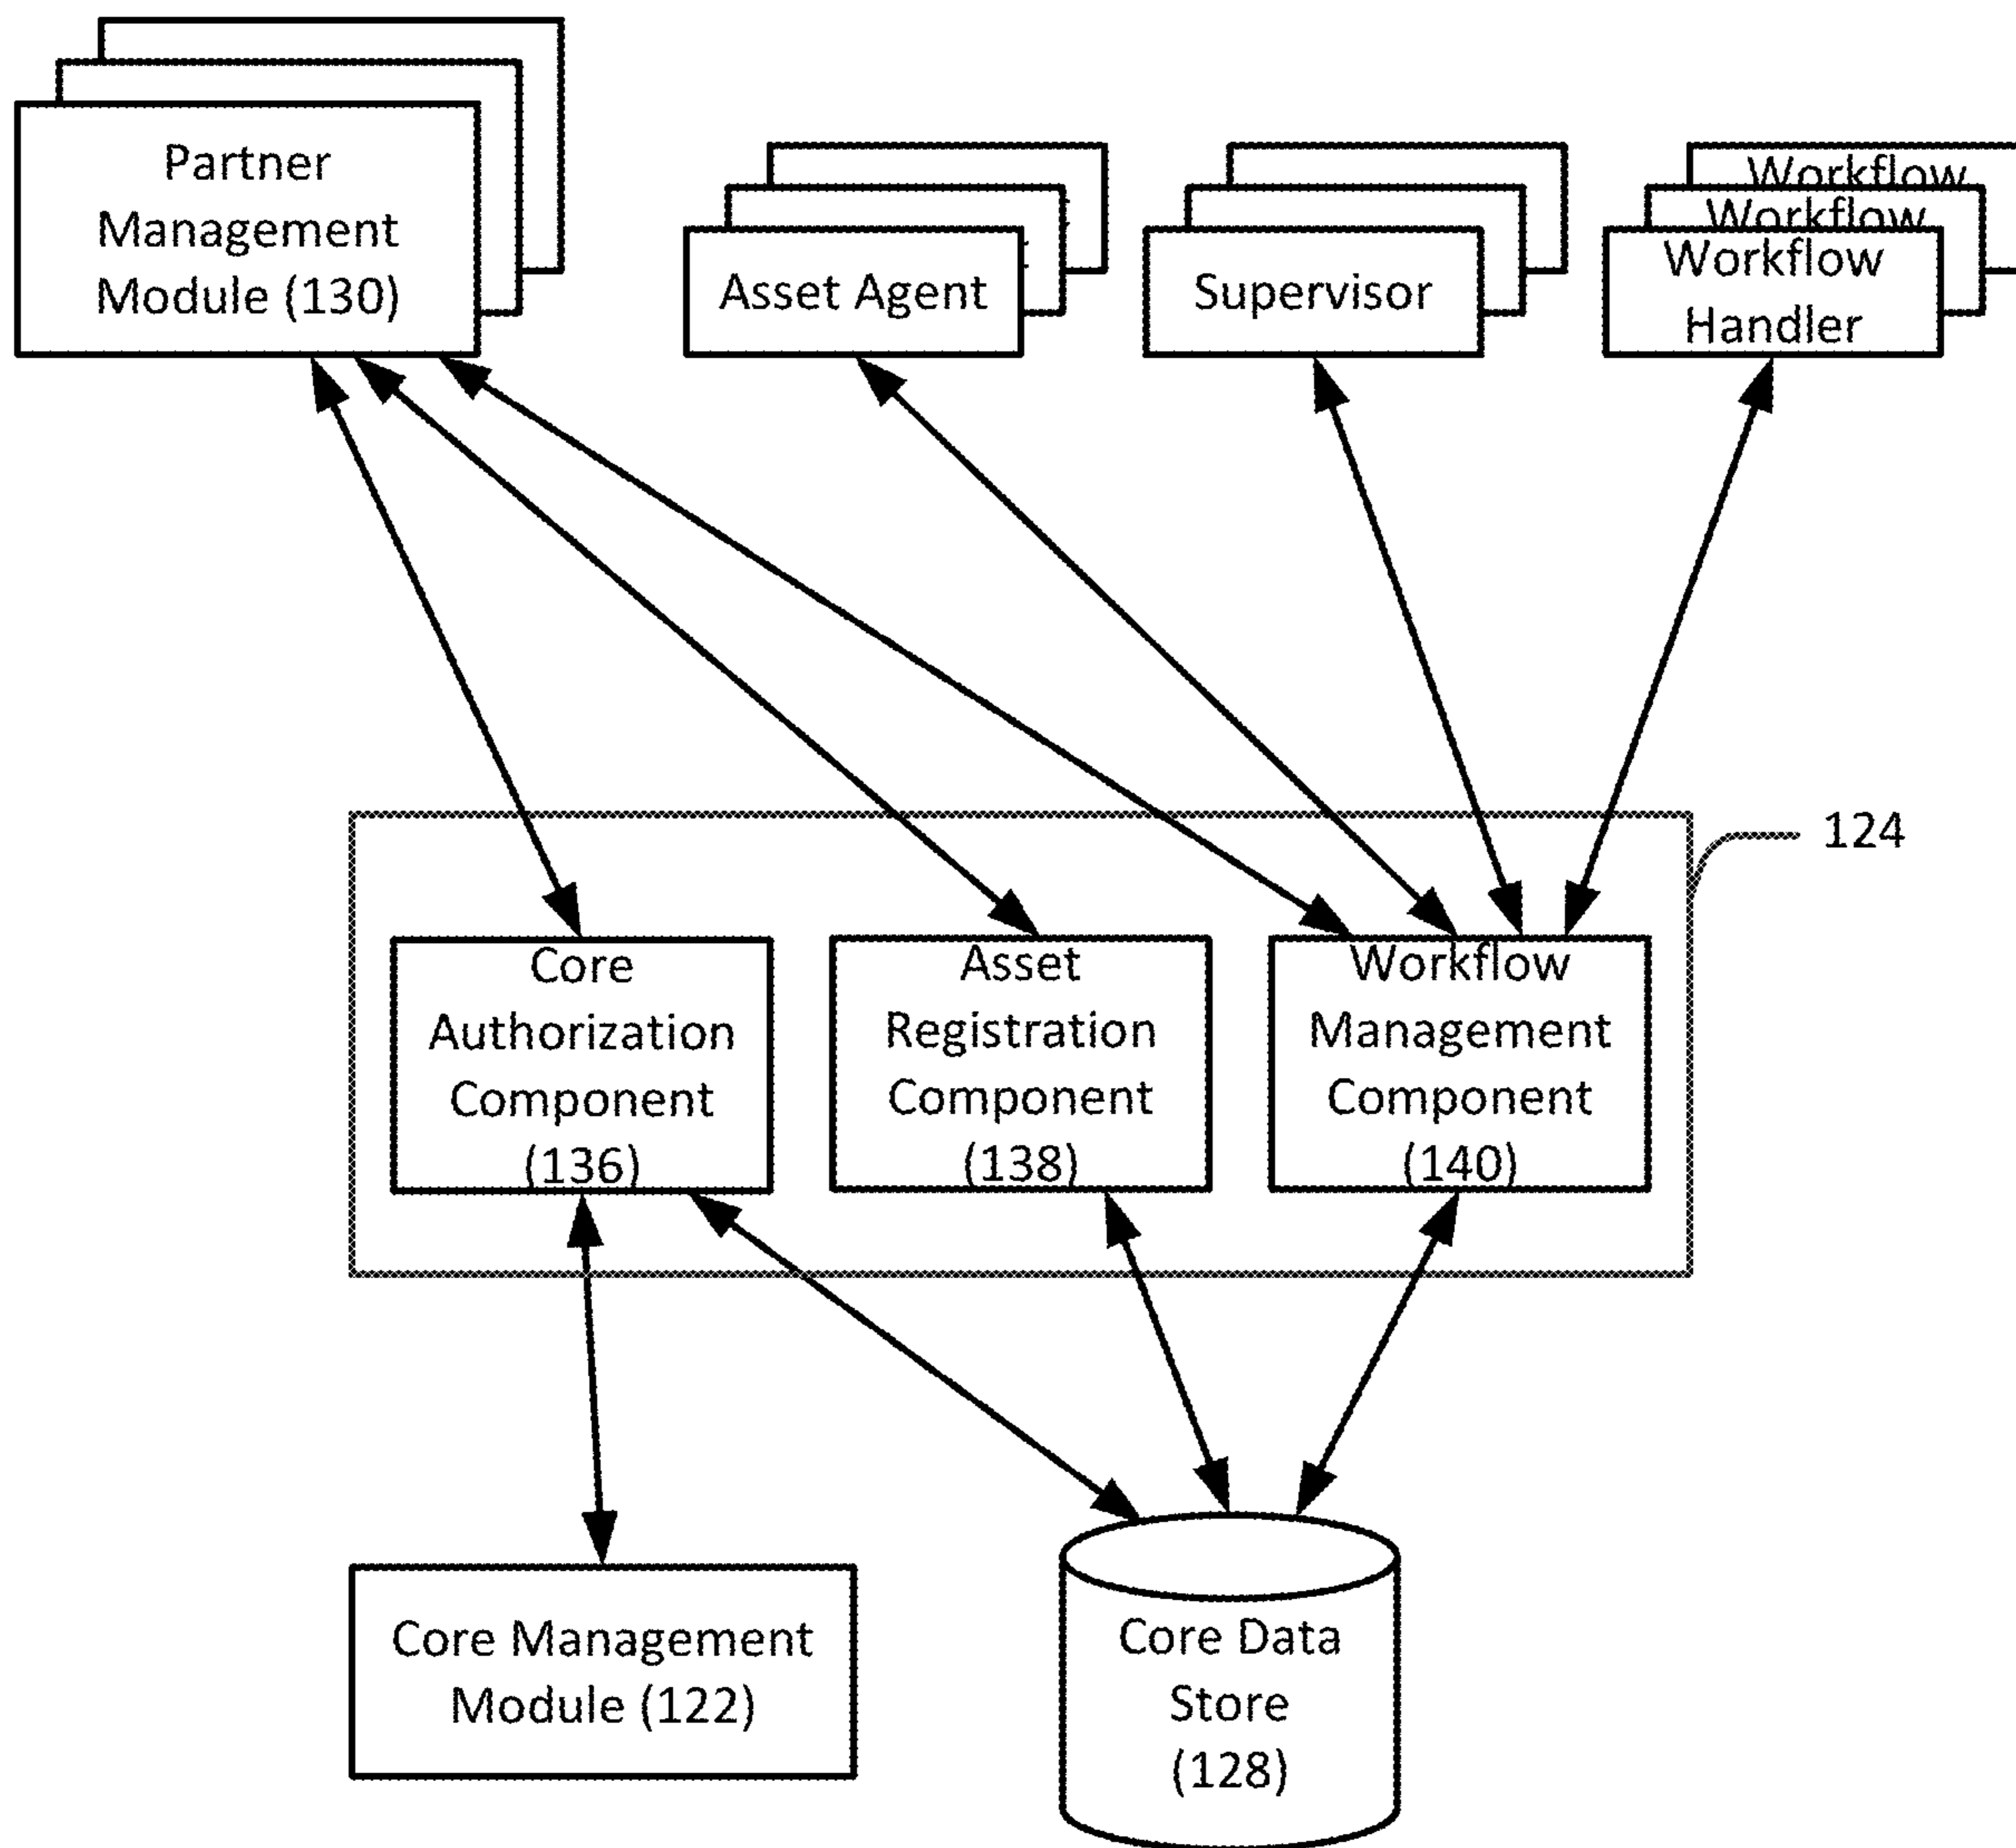 Partner
Management
Module (130)
Asset Agent
Supervisor
Workflow
Workflow
Workflow
Handler
124
Core
Authorization
Component
(136)
Asset
Registration
Component
(138)
Workflow
Management
Component
(140)
Core Management
Module (122)
Core Data
Store
(128)